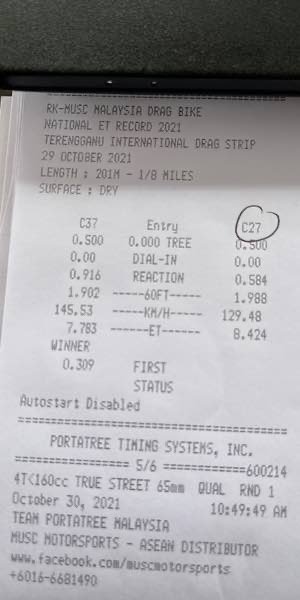 RK-MUSC MALAYSIA DRAG BIKE
NATIONAL ET RECORD 2021
TERENGGANU INTERNATIONAL DRAG STRIP
29 OCTOBER 2021
LENGTH : 201M - 1/8 MILES
SURFACE : DRY
C37 Entry C27
0.500 0.000 TREE 0.500
0.00 DIAL-IN 0.00
0.916 REACTION 0.584
1.902 -----60FT----- 1.988
145.53 -----KM/H----- 129.48
7.783 ------ET------ 8.424
WINNER
0.309 FIRST
STATUS
Autostart Disabled
========================================
PORTATREE TIMING SYSTEMS, INC.
================ 5/6 ============600214
4T<160cc TRUE STREET 65mm QUAL RND 1
October 30, 2021 10:49:49 AM
TEAM PORTATREE MALAYSIA
MUSC MOTORSPORTS - ASEAN DISTRIBUTOR
www.facebook.com/muscmotorsports
+6016-6681490